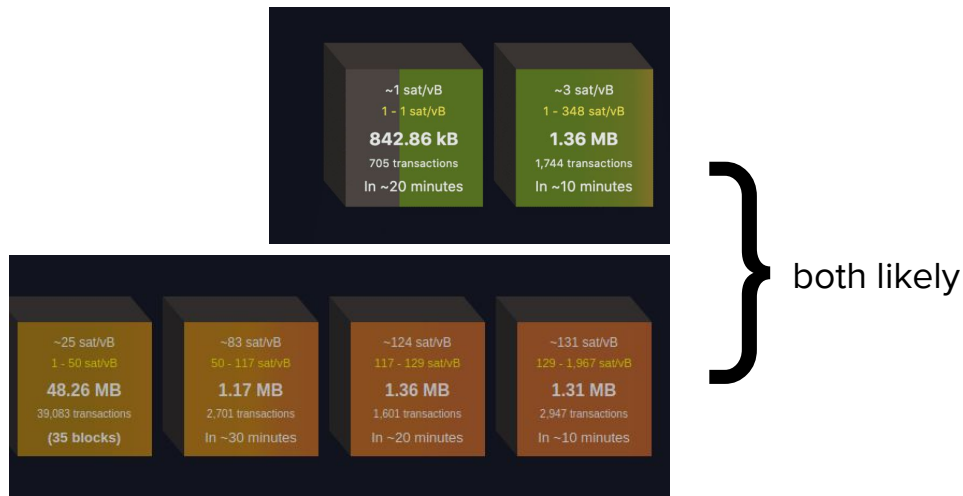 ~1 sat/vB
1 - 1 sat/vB
842.86 kB
705 transactions
In ~20 minutes
~3 sat/vB
1 - 348 sat/vB
1.36 MB
1,744 transactions
In ~10 minutes
~25 sat/vB
1 - 50 sat/vB
48.26 MB
39,083 transactions
(35 blocks)
~83 sat/vB
50 - 117 sat/vB
1.17 MB
2,701 transactions
In ~30 minutes
~124 sat/vB
117 - 129 sat/vB
1.36 MB
1,601 transactions
In ~20 minutes
~131 sat/vB
129 - 1,967 sat/vB
1.31 MB
2,947 transactions
In ~10 minutes
both likely